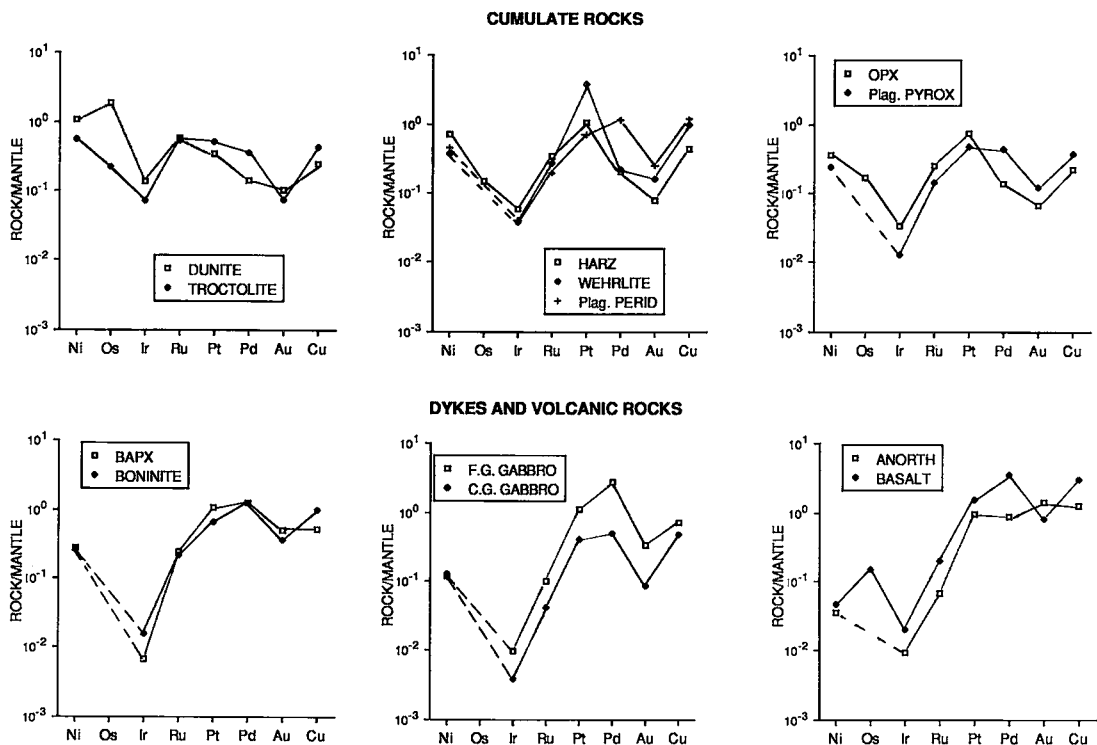 CUMULATE ROCKS
ROCK/MANTLE
10¹
10⁰
10⁻¹
10⁻²
10⁻³
DUNITE
TROCTOLITE
Ni Os Ir Ru Pt Pd Au Cu
ROCK/MANTLE
10¹
10⁰
10⁻¹
10⁻²
10⁻³
HARZ
WEHRLITE
Plag. PERID
Ni Os Ir Ru Pt Pd Au Cu
ROCK/MANTLE
10¹
10⁰
10⁻¹
10⁻²
10⁻³
OPX
Plag. PYROX
Ni Os Ir Ru Pt Pd Au Cu
DYKES AND VOLCANIC ROCKS
ROCK/MANTLE
10¹
10⁰
10⁻¹
10⁻²
10⁻³
BAPX
BONINITE
Ni Os Ir Ru Pt Pd Au Cu
ROCK/MANTLE
10¹
10⁰
10⁻¹
10⁻²
10⁻³
F.G. GABBRO
C.G. GABBRO
Ni Os Ir Ru Pt Pd Au Cu
ROCK/MANTLE
10¹
10⁰
10⁻¹
10⁻²
10⁻³
ANORTH
BASALT
Ni Os Ir Ru Pt Pd Au Cu